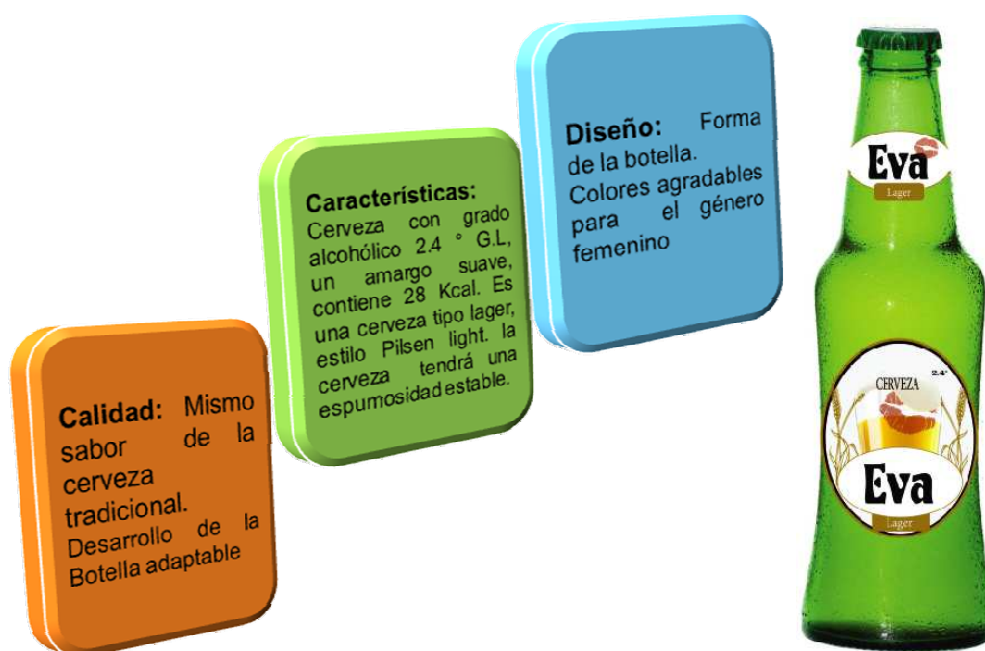 Calidad: Mismo
sabor de la
cerveza
tradicional.
Desarrollo de la
Botella adaptable
Características:
Cerveza con grado
alcohólico 2.4 ° G.L,
un amargo suave,
contiene 28 Kcal. Es
una cerveza tipo lager,
estilo Pilsen light. la
cerveza tendrá una
espumosidad estable.
Diseño: Forma
de la botella.
Colores agradables
para el género
femenino
Eva
Lager
2.4°
CERVEZA
Eva
Lager